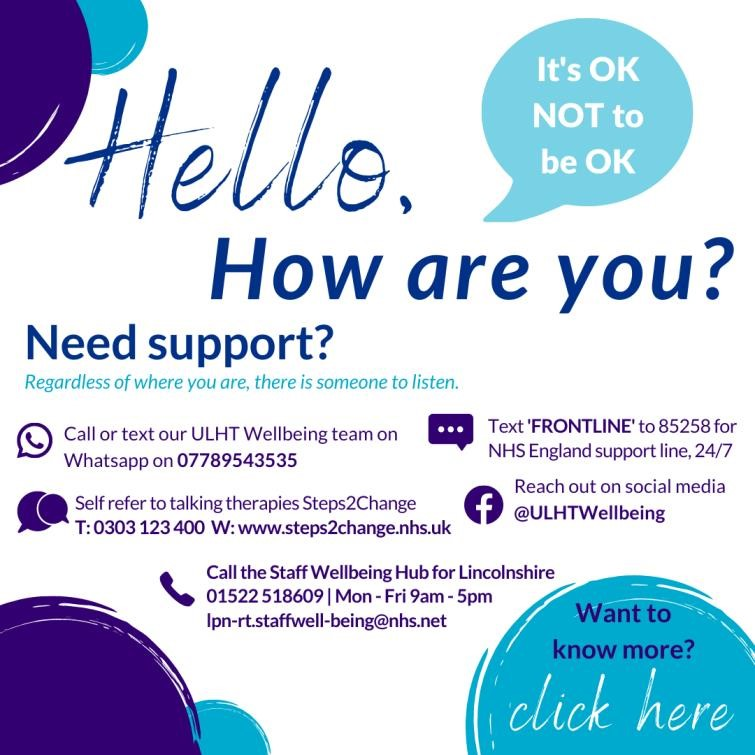 It's OK
NOT to
be OK
Hello,
How are you?
Need support?
Regardless of where you are, there is someone to listen.
Call or text our ULHT Wellbeing team on
Whatsapp on 07789543535
Text 'FRONTLINE' to 85258 for
NHS England support line, 24/7
Self refer to talking therapies Steps2Change
T: 0303 123 400 W: www.steps2change.nhs.uk
Reach out on social media
@ULHTWellbeing
Call the Staff Wellbeing Hub for Lincolnshire
01522 518609 | Mon - Fri 9am - 5pm
lpn-rt.staffwell-being@nhs.net
Want to
know more?
click here